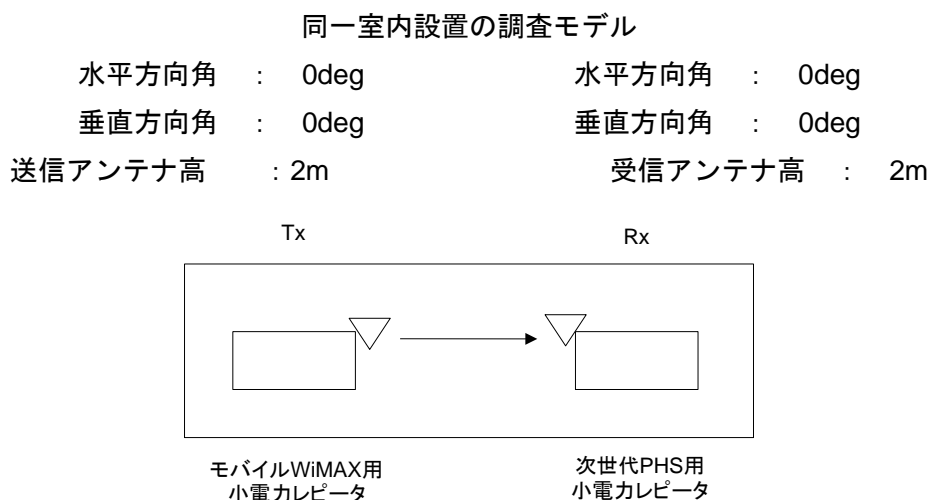 同一室内設置の調査モデル
水平方向角 : 0deg 水平方向角 : 0deg
垂直方向角 : 0deg 垂直方向角 : 0deg
送信アンテナ高 : 2m 受信アンテナ高 : 2m
Tx Rx
モバイルWiMAX用 次世代PHS用
小電力レピータ 小電力レピータ